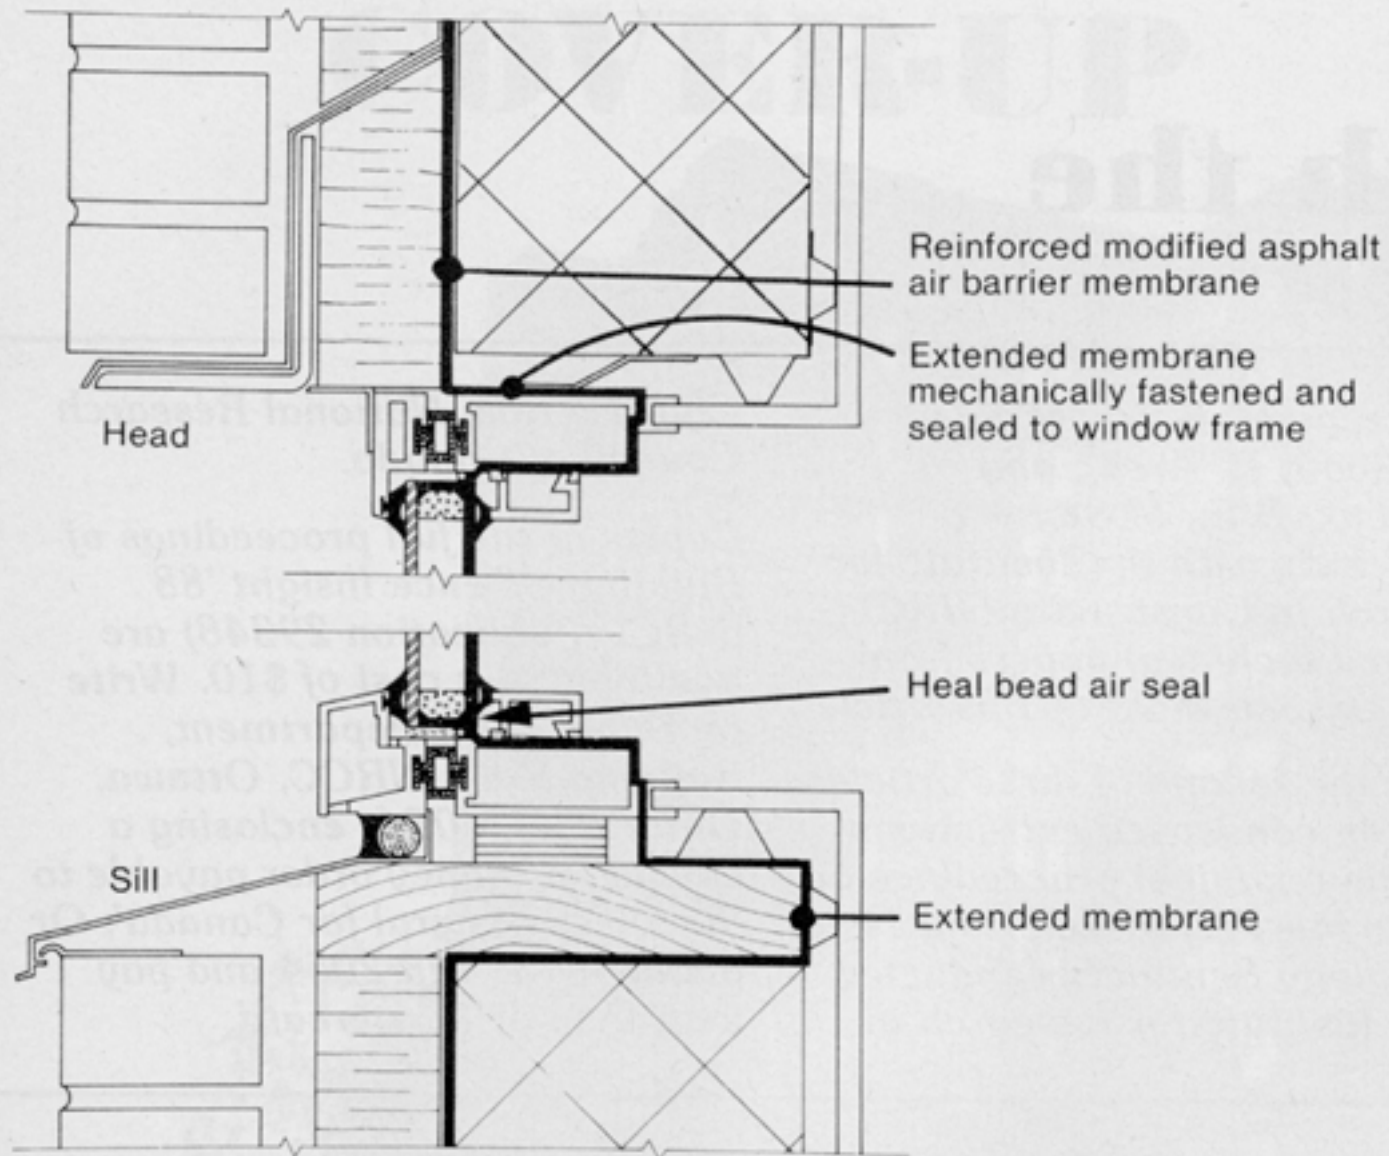 Reinforced modified asphalt
air barrier membrane
Extended membrane
mechanically fastened and
sealed to window frame
Head
Heal bead air seal
Sill
Extended membrane